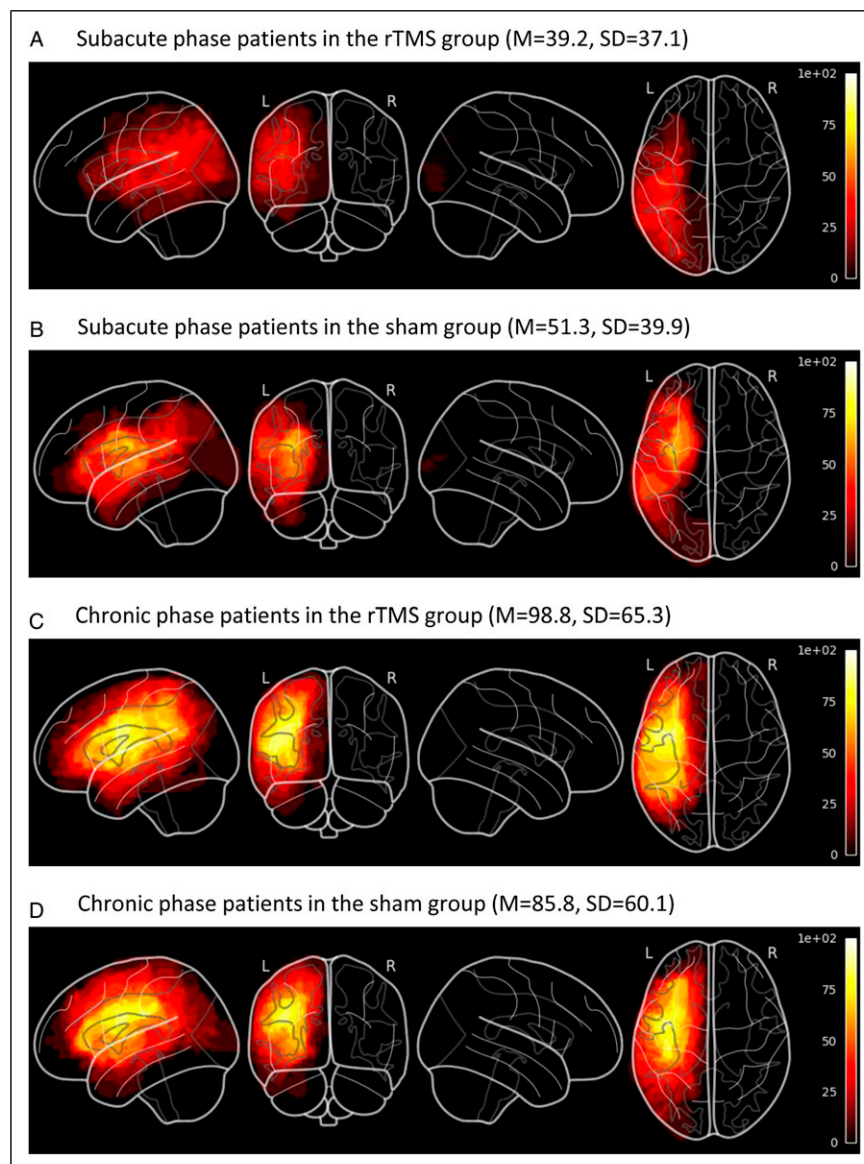 A Subacute phase patients in the rTMS group (M=39.2, SD=37.1)
L R L R
1e+02
75
50
25
0
B Subacute phase patients in the sham group (M=51.3, SD=39.9)
L R L R
1e+02
75
50
25
0
C Chronic phase patients in the rTMS group (M=98.8, SD=65.3)
L R L R
1e+02
75
50
25
0
D Chronic phase patients in the sham group (M=85.8, SD=60.1)
L R L R
1e+02
75
50
25
0